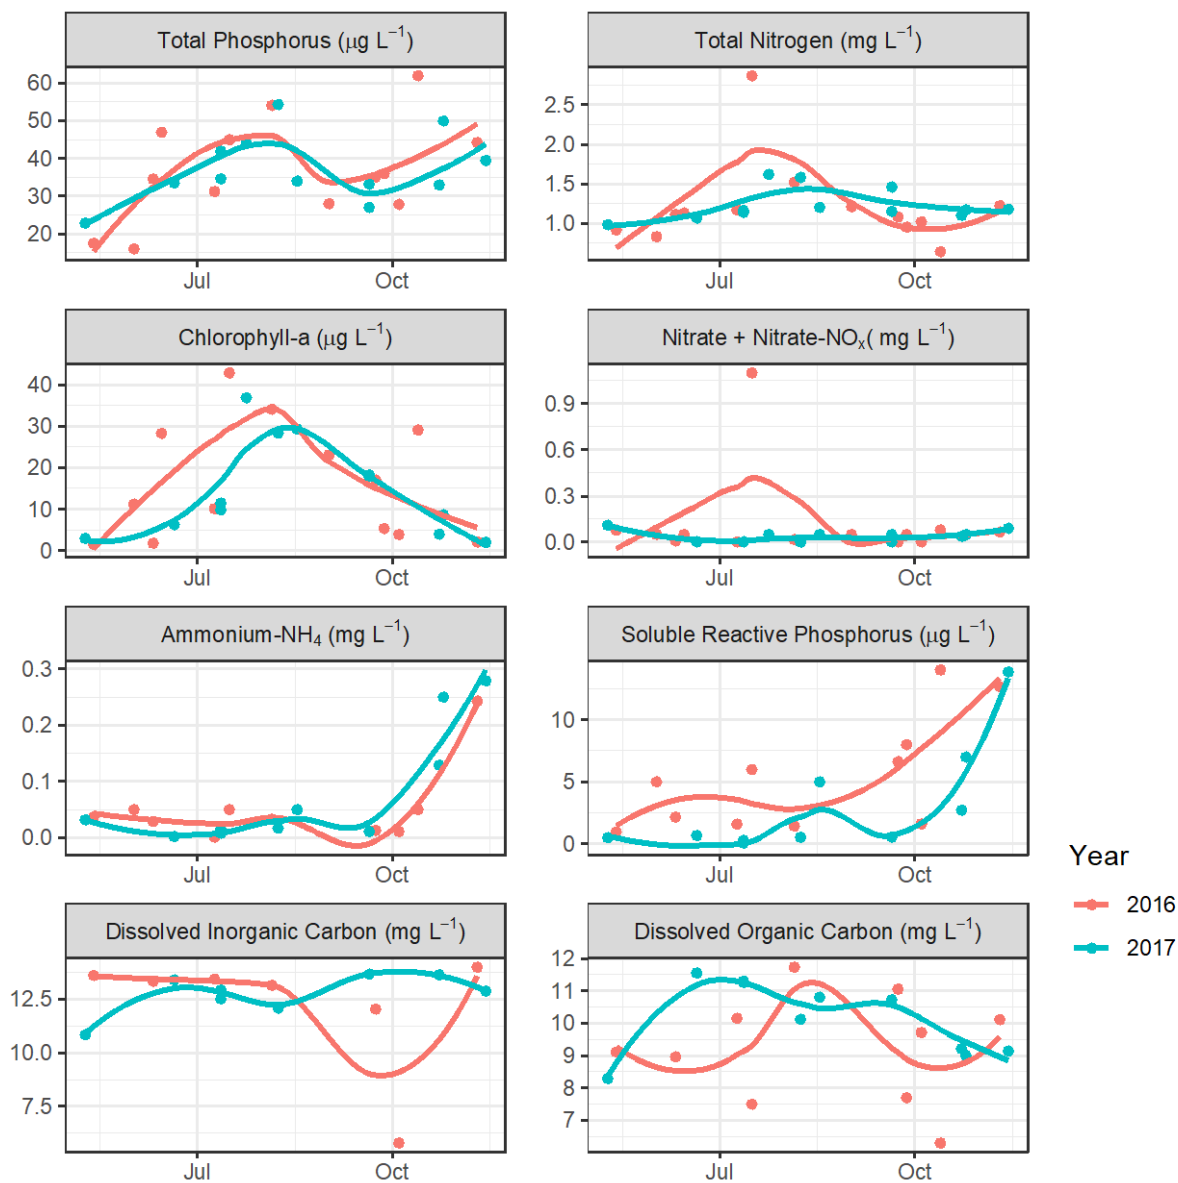 Total Phosphorus (μg L⁻¹)
60
50
40
30
20
Jul
Oct
Total Nitrogen (mg L⁻¹)
2.5
2.0
1.5
1.0
Jul
Oct
Chlorophyll-a (μg L⁻¹)
40
30
20
10
0
Jul
Oct
Nitrate + Nitrate-NOₓ( mg L⁻¹)
0.9
0.6
0.3
0.0
Jul
Oct
Ammonium-NH₄ (mg L⁻¹)
0.3
0.2
0.1
0.0
Jul
Oct
Soluble Reactive Phosphorus (μg L⁻¹)
10
5
0
Jul
Oct
Dissolved Inorganic Carbon (mg L⁻¹)
12.5
10.0
7.5
Jul
Oct
Dissolved Organic Carbon (mg L⁻¹)
12
11
10
9
8
7
Jul
Oct
Year
2016
2017